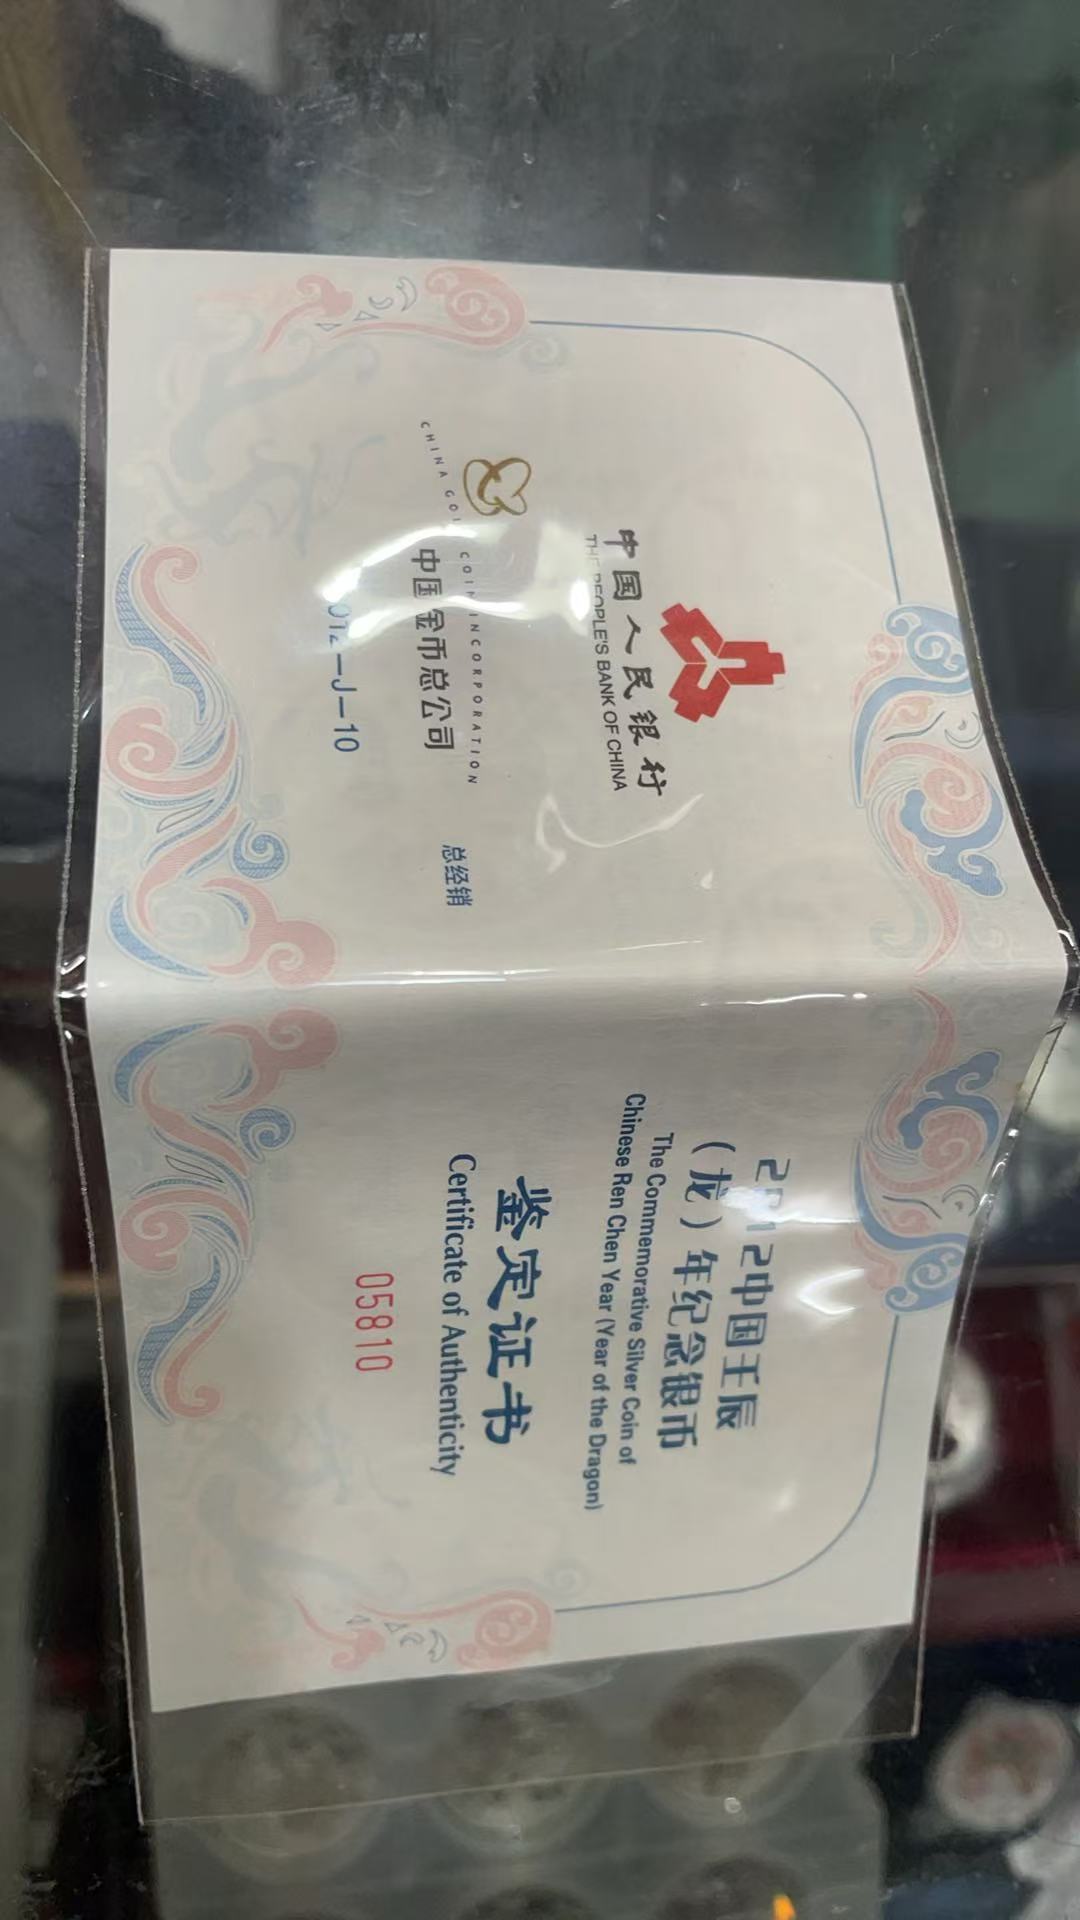 中国人民银行
THE PEOPLE'S BANK OF CHINA
CHINA GOLD COIN INCORPORATION
中国金币总公司
总经销
2012—J—10
2012中国壬辰
（龙）年纪念银币
The Commemorative Silver Coin of
Chinese Ren Chen Year (Year of the Dragon)
鉴定证书
Certificate of Authenticity
05810